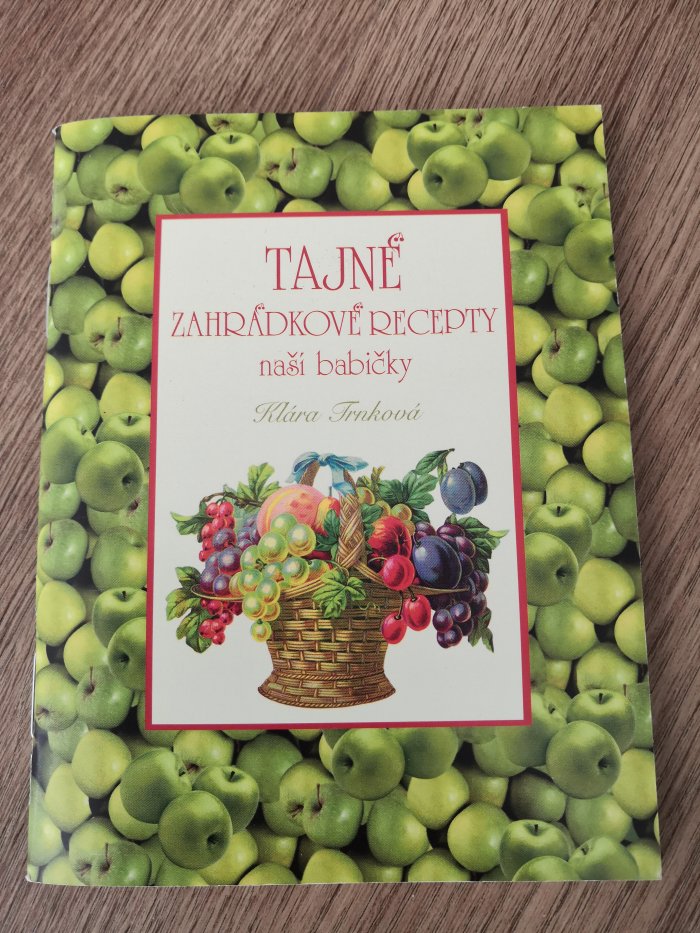 TAJNÉ
ZAHRÁDKOVÉ RECEPTY
naší babičky
Klára Trnková